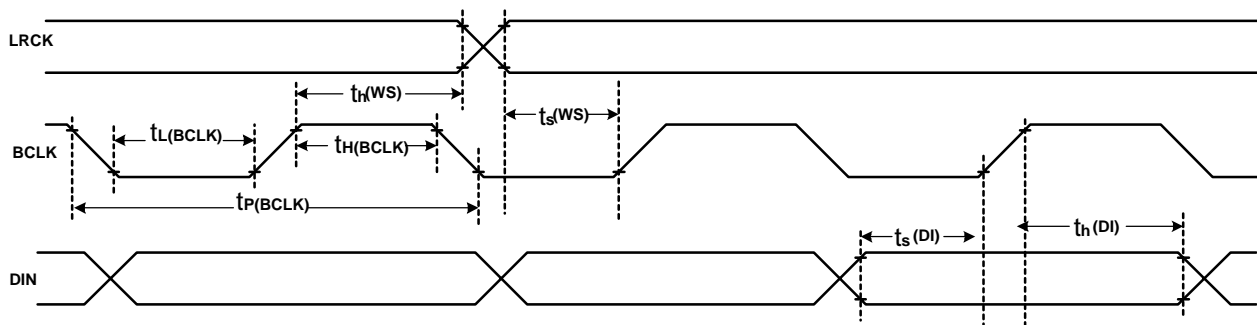 LRCK
th(WS)
ts(WS)
BCLK
tL(BCLK)
tH(BCLK)
tP(BCLK)
ts(DI)
th(DI)
DIN